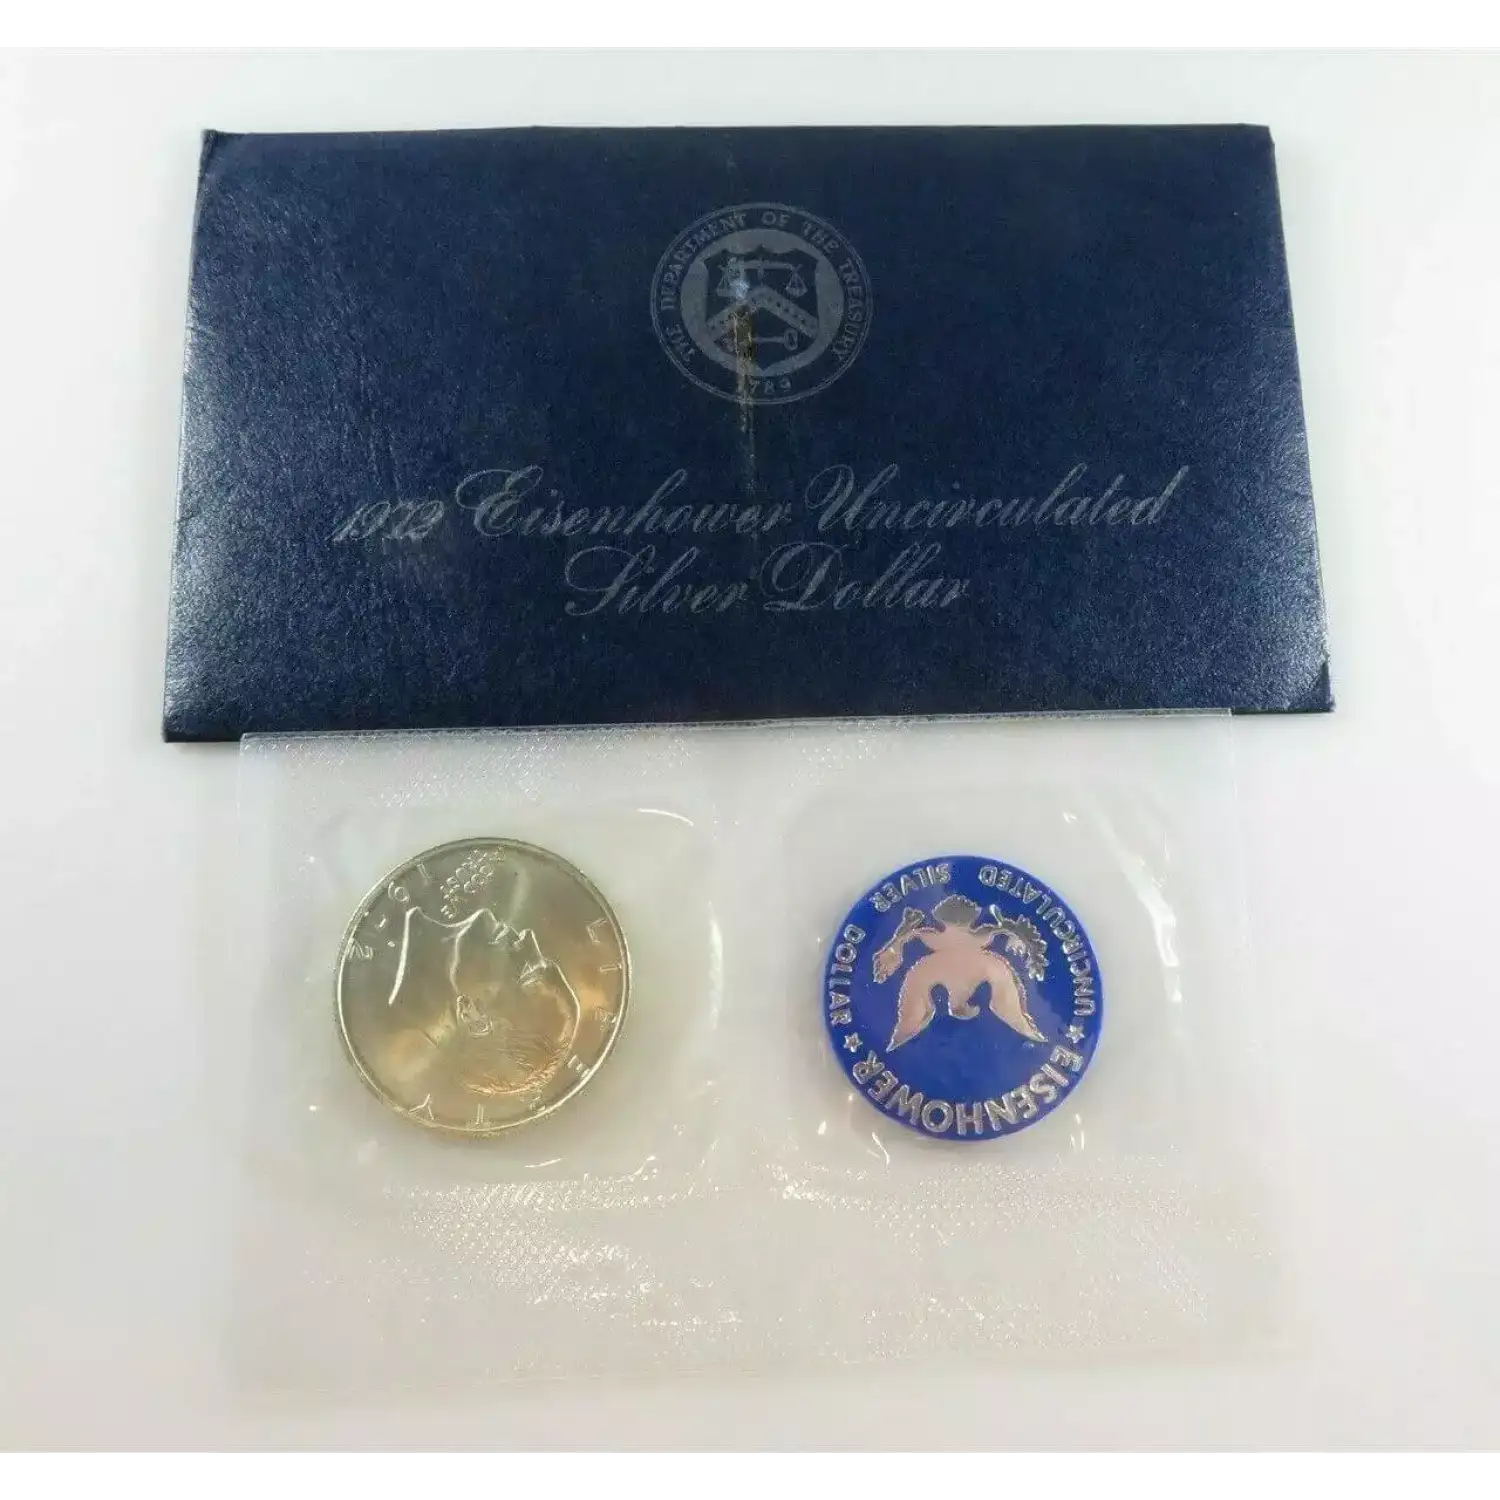 THE DEPARTMENT OF THE TREASURY
1789
1972 Eisenhower Uncirculated
Silver Dollar
LIBERTY
IN GOD WE TRUST
1972
EISENHOWER
UNCIRCULATED SILVER DOLLAR